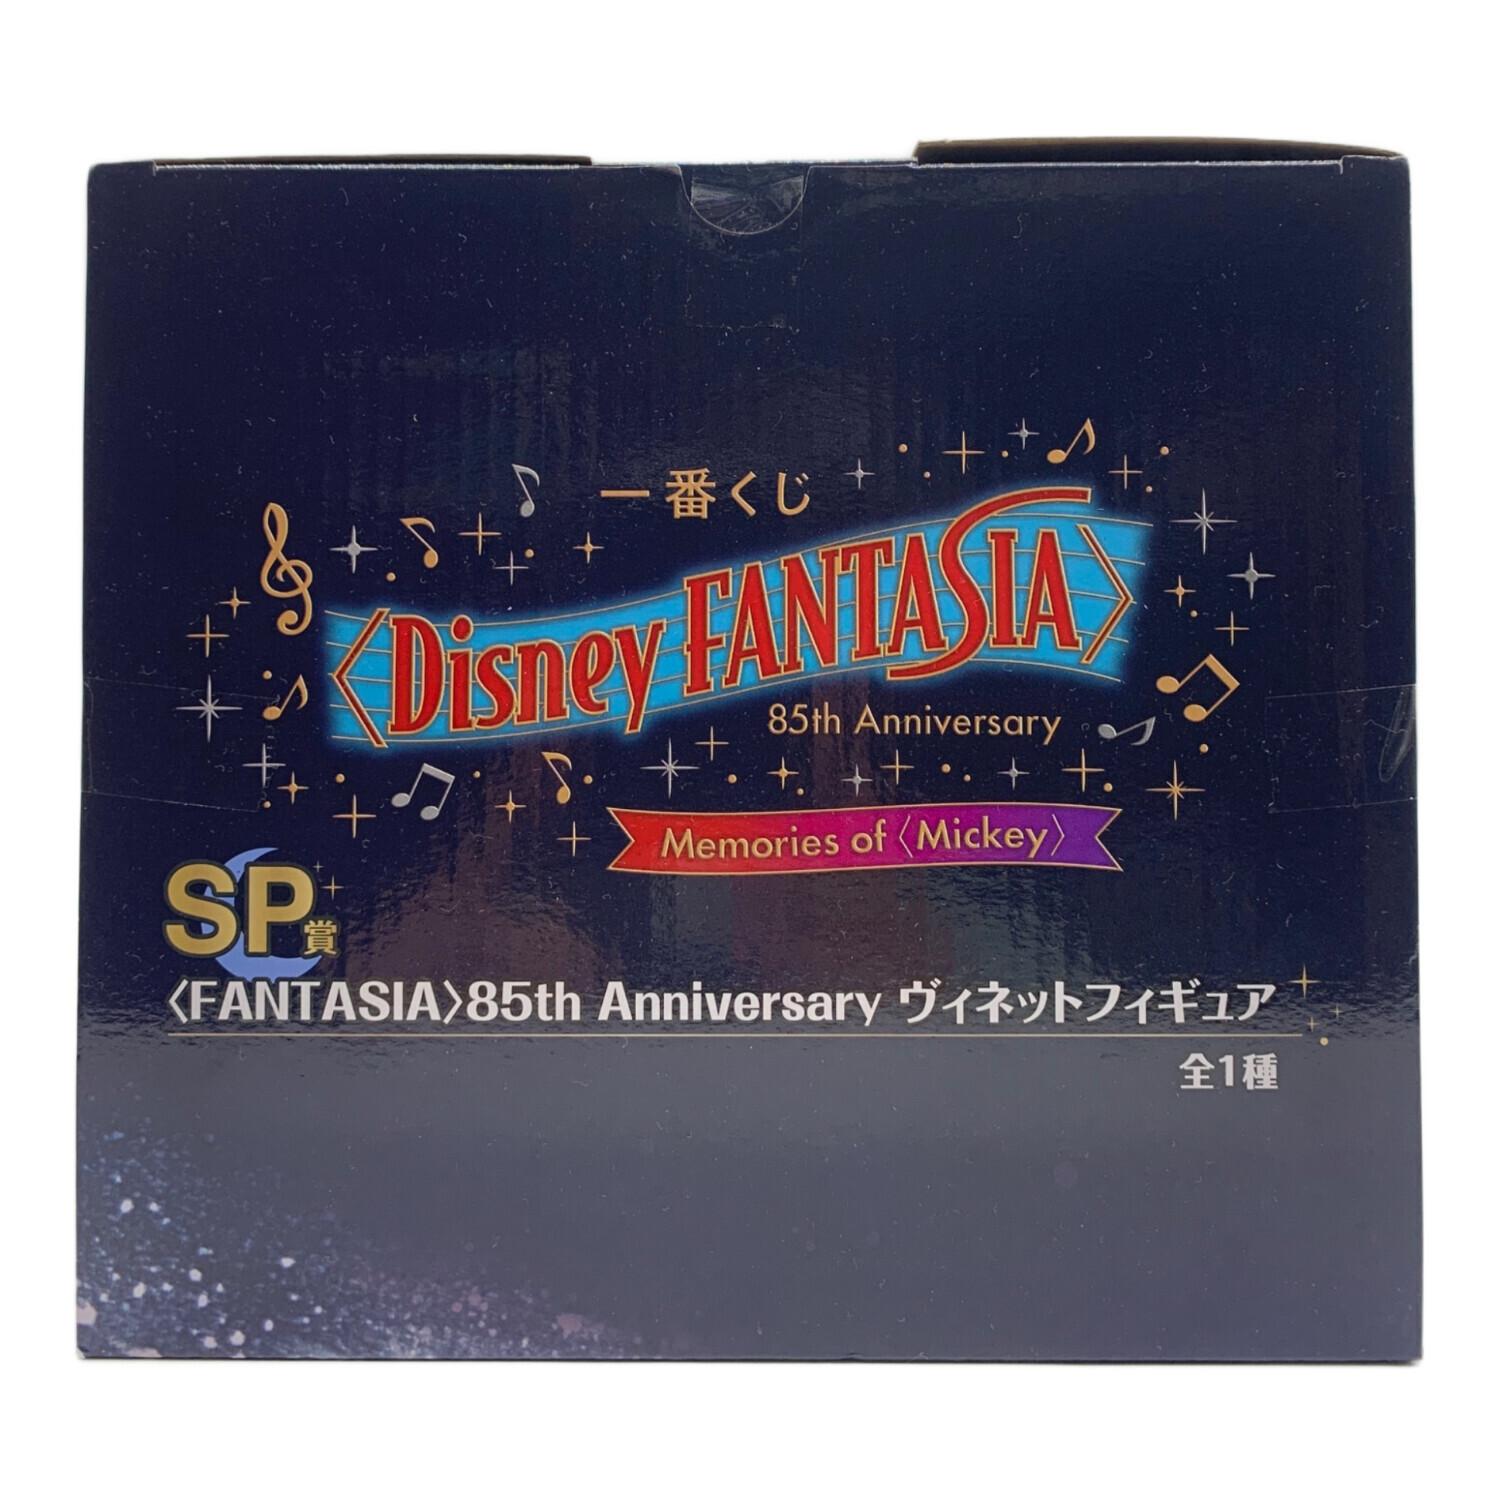 一番くじ
〈Disney FANTASIA〉
85th Anniversary
Memories of〈Mickey〉
SP賞
〈FANTASIA〉85th Anniversary ヴィネットフィギュア
全1種